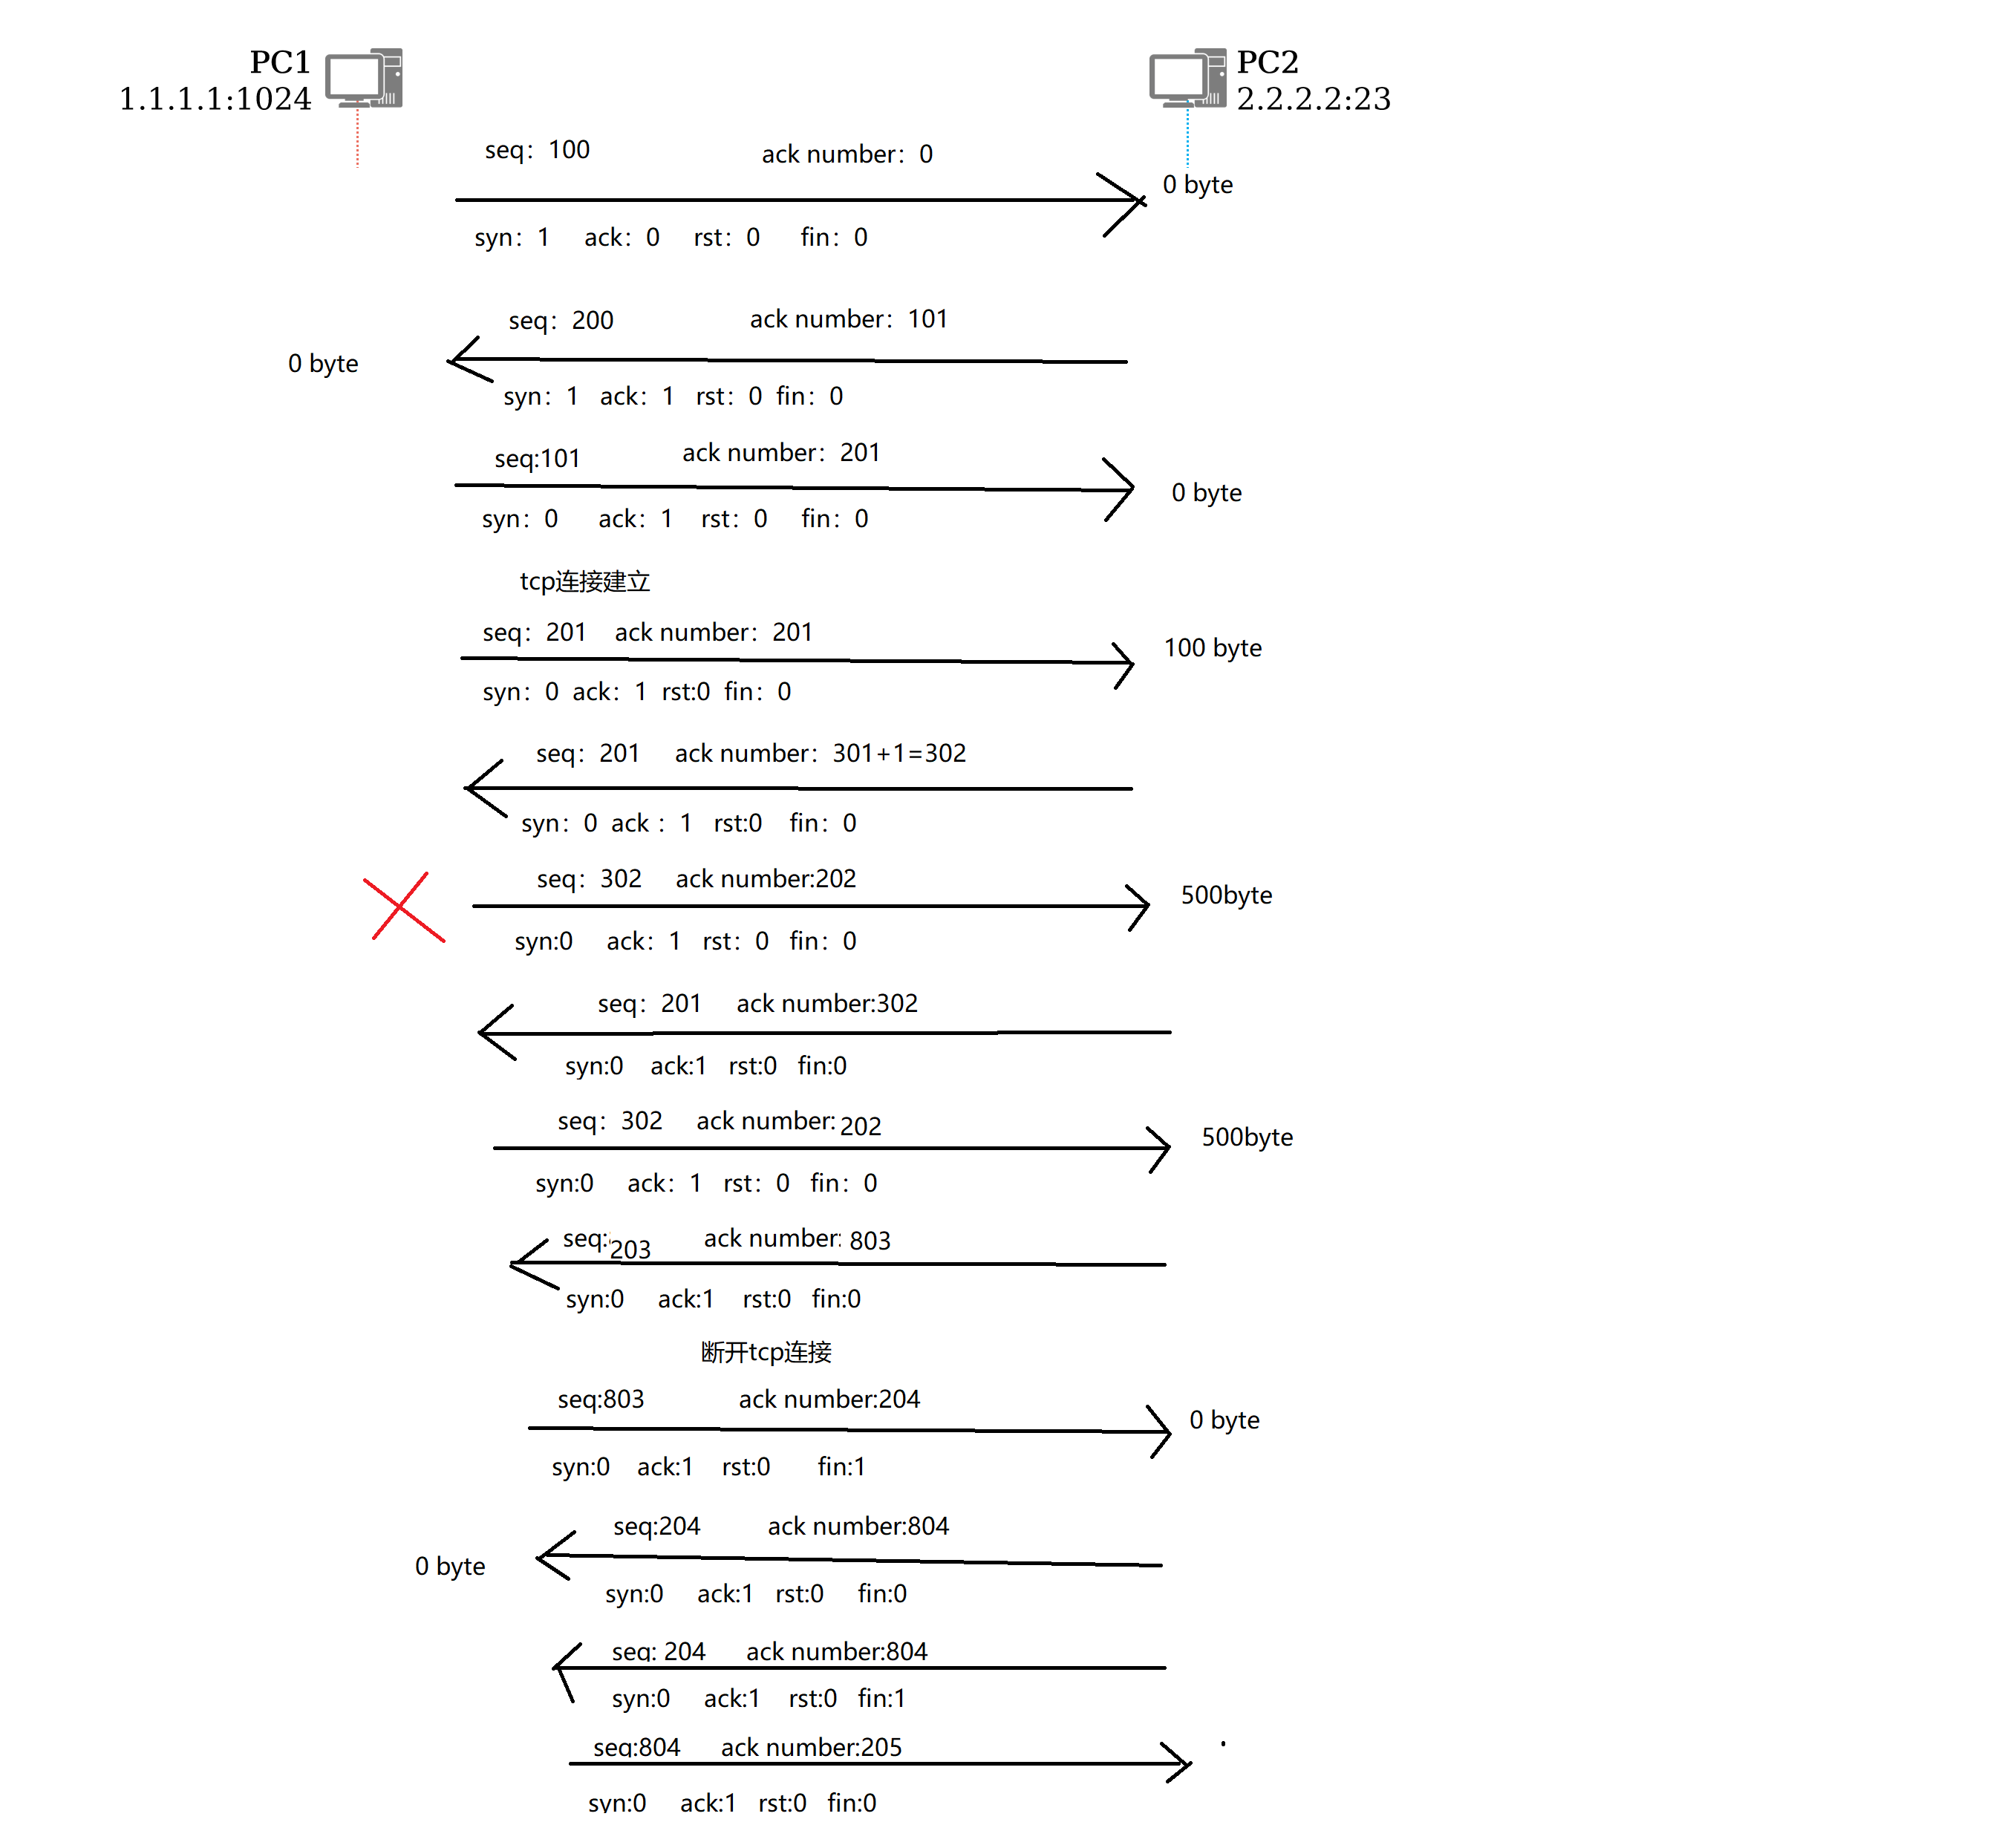 PC1
1.1.1.1:1024
PC2
2.2.2.2:23
seq：100 ack number：0
0 byte
syn：1 ack：0 rst：0 fin：0
seq：200 ack number：101
0 byte
syn：1 ack：1 rst：0 fin：0
seq:101 ack number：201
0 byte
syn：0 ack：1 rst：0 fin：0
tcp连接建立
seq：201 ack number：201
100 byte
syn：0 ack：1 rst:0 fin：0
seq：201 ack number：301+1=302
syn：0 ack：1 rst:0 fin：0
seq：302 ack number:202
500byte
syn:0 ack：1 rst：0 fin：0
seq：201 ack number:302
syn:0 ack:1 rst:0 fin:0
seq：302 ack number:202
500byte
syn:0 ack：1 rst：0 fin：0
seq:203 ack number:803
syn:0 ack:1 rst:0 fin:0
断开tcp连接
seq:803 ack number:204
0 byte
syn:0 ack:1 rst:0 fin:1
seq:204 ack number:804
0 byte
syn:0 ack:1 rst:0 fin:0
seq: 204 ack number:804
syn:0 ack:1 rst:0 fin:1
seq:804 ack number:205
syn:0 ack:1 rst:0 fin:0